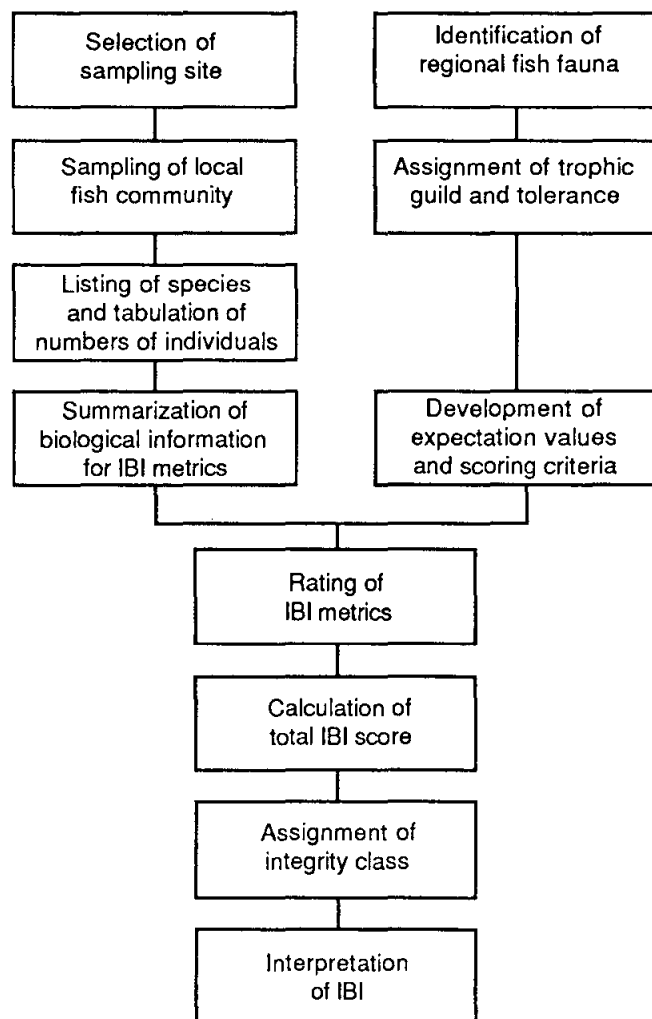 Selection of
sampling site
Identification of
regional fish fauna
Sampling of local
fish community
Assignment of trophic
guild and tolerance
Listing of species
and tabulation of
numbers of individuals
Summarization of
biological information
for IBI metrics
Development of
expectation values
and scoring criteria
Rating of
IBI metrics
Calculation of
total IBI score
Assignment of
integrity class
Interpretation
of IBI